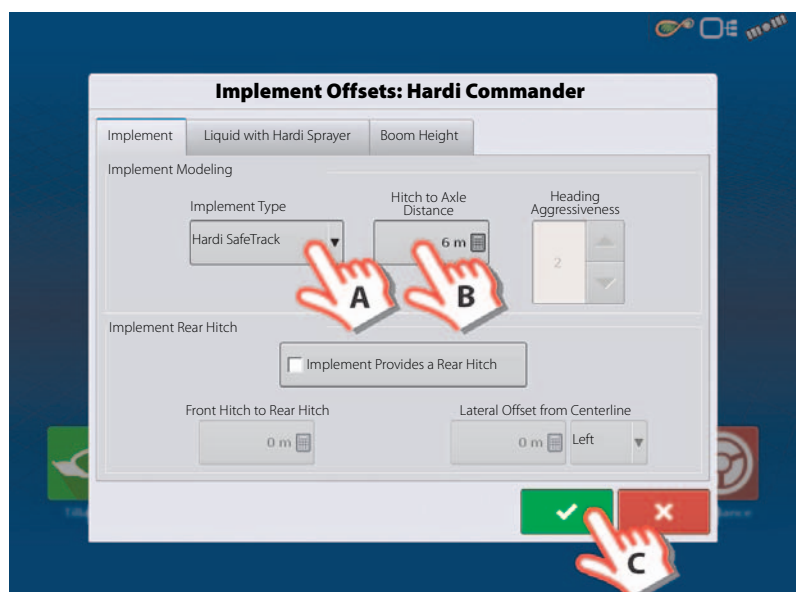 Implement Offsets: Hardi Commander
Implement
Liquid with Hardi Sprayer
Boom Height
Implement Modeling
Implement Type
Hitch to Axle
Distance
Heading
Aggressiveness
Hardi SafeTrack
6 m
2
A
B
Implement Rear Hitch
Implement Provides a Rear Hitch
Front Hitch to Rear Hitch
Lateral Offset from Centerline
0 m
0 m
Left
C